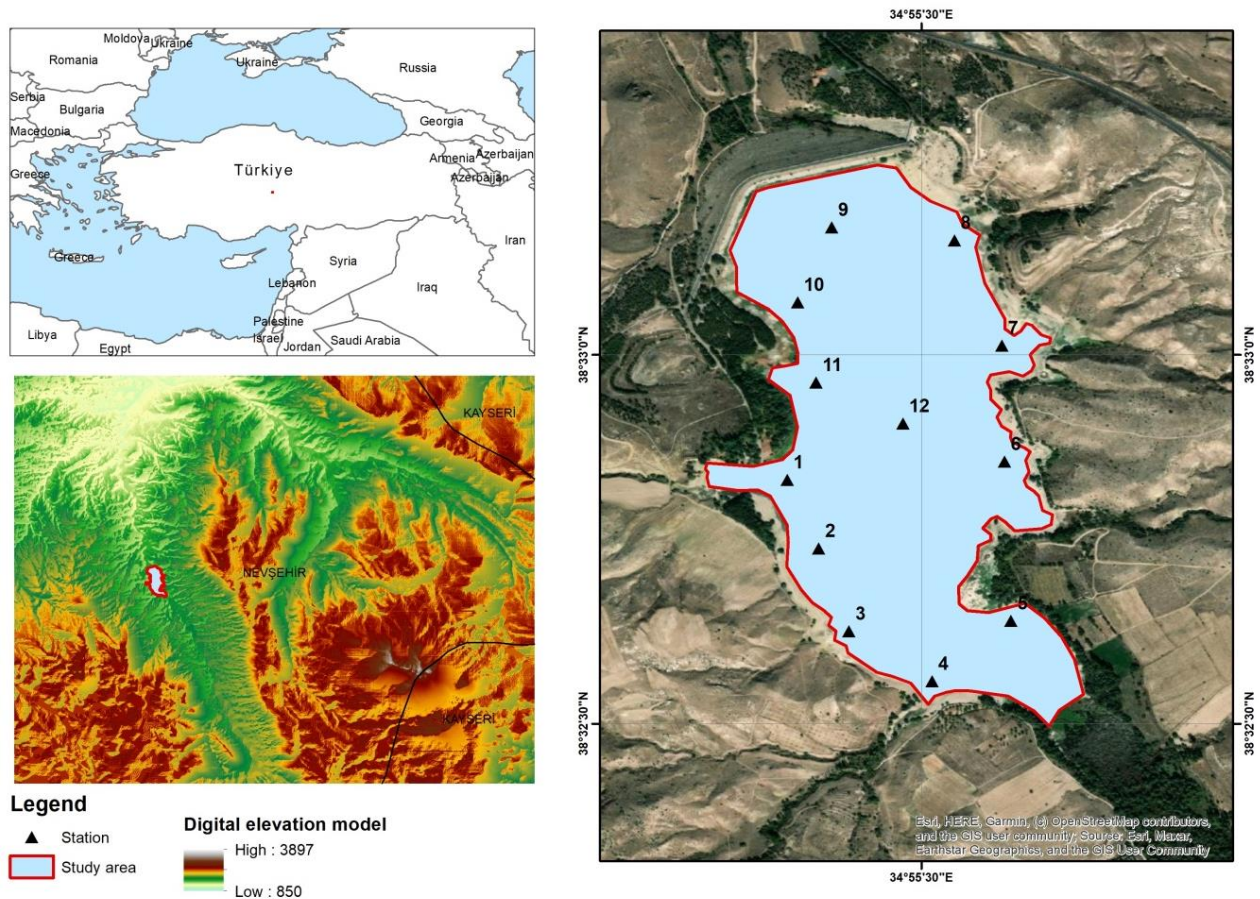 Moldova
Ukraine
Romania
Ukraine
Russia
Serbia
Bulgaria
Georgia
Macedonia
Armenia
Azerbaijan
Türkiye
Greece
Azerbaijan
Iran
Greece
Syria
Lebanon
Iraq
Palestine
Israel
Libya
Egypt
Jordan
Saudi Arabia
KAYSERİ
NEVŞEHİR
KAYSERİ
Legend
Station
Study area
Digital elevation model
High : 3897
Low : 850
34°55'30"E
9
8
10
7
38°33'0"N
38°33'0"N
11
12
6
1
2
5
3
4
38°32'30"N
38°32'30"N
Esri, HERE, Garmin, (c) OpenStreetMap contributors,
and the GIS user community; Source: Esri, Maxar,
Earthstar Geographics, and the GIS User Community
34°55'30"E